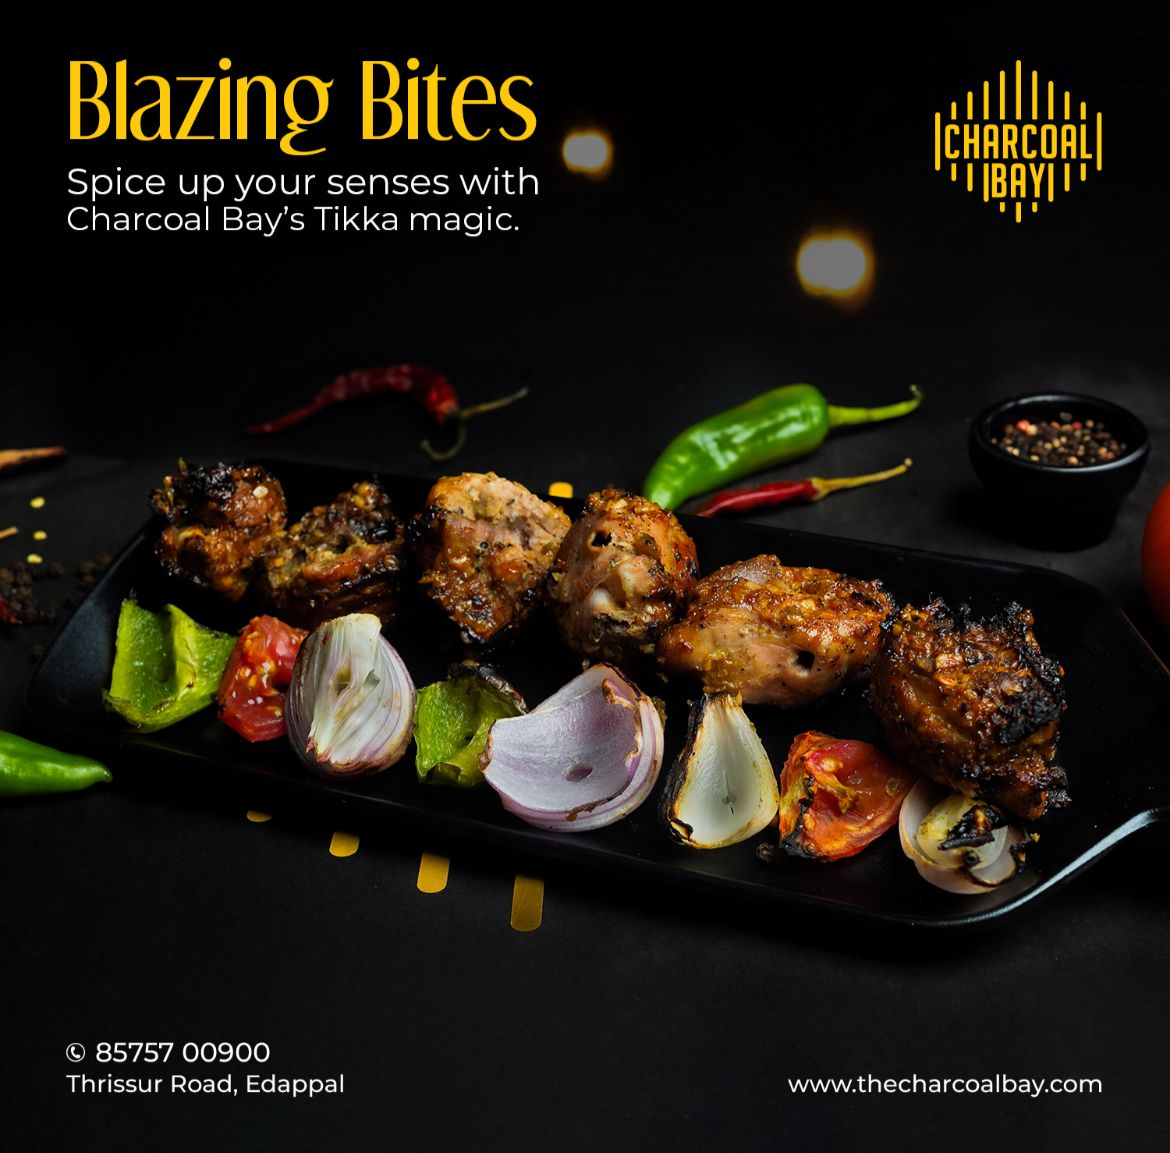 Blazing Bites
Spice up your senses with
Charcoal Bay’s Tikka magic.
CHARCOAL
BAY
85757 00900
Thrissur Road, Edappal
www.thecharcoalbay.com